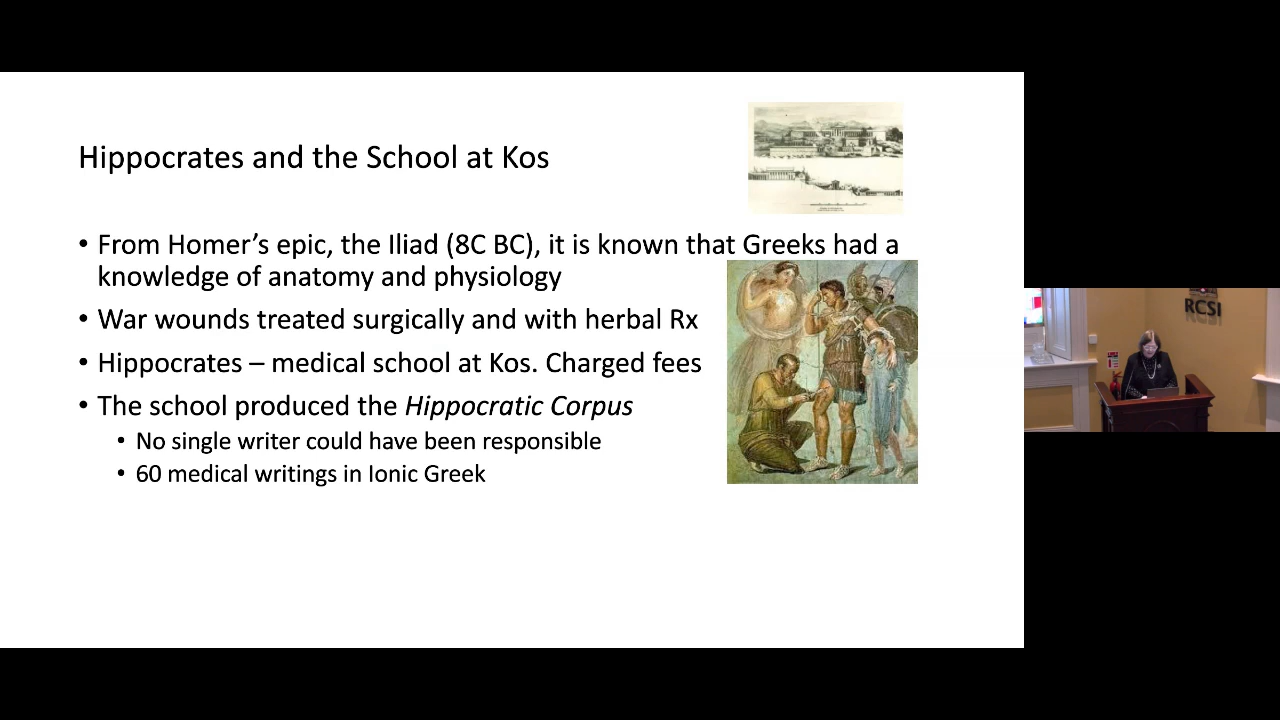 Hippocrates and the School at Kos
• From Homer’s epic, the Iliad (8C BC), it is known that Greeks had a
knowledge of anatomy and physiology
• War wounds treated surgically and with herbal Rx
• Hippocrates – medical school at Kos. Charged fees
• The school produced the Hippocratic Corpus
• No single writer could have been responsible
• 60 medical writings in Ionic Greek
RCSI